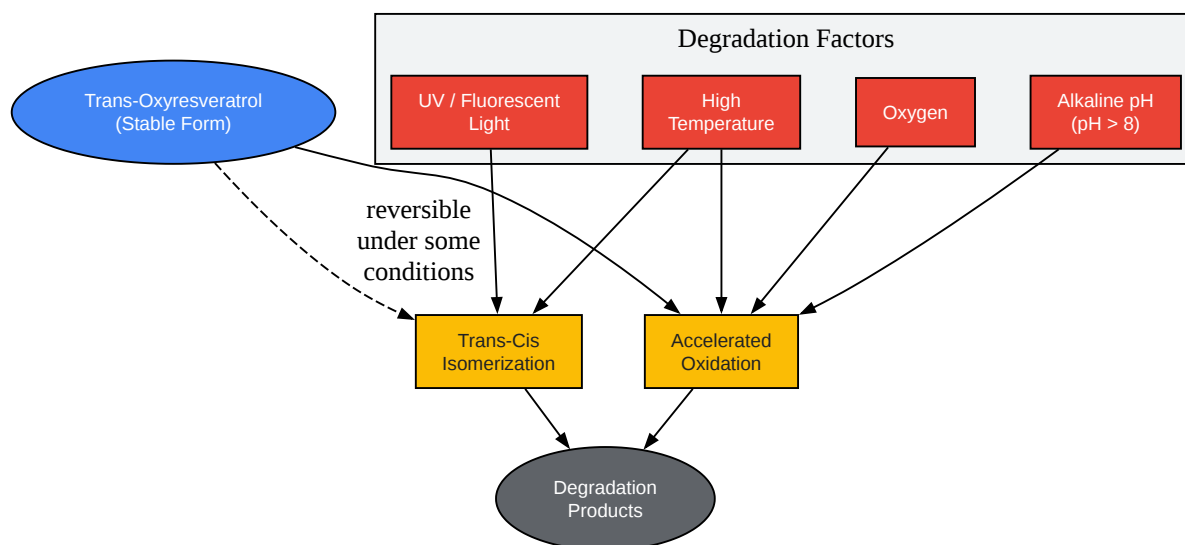 Degradation Factors
Trans-Oxyresveratrol
(Stable Form)
UV / Fluorescent
Light
High
Temperature
Oxygen
Alkaline pH
(pH > 8)
reversible
under some
conditions
Trans-Cis
Isomerization
Accelerated
Oxidation
Degradation
Products